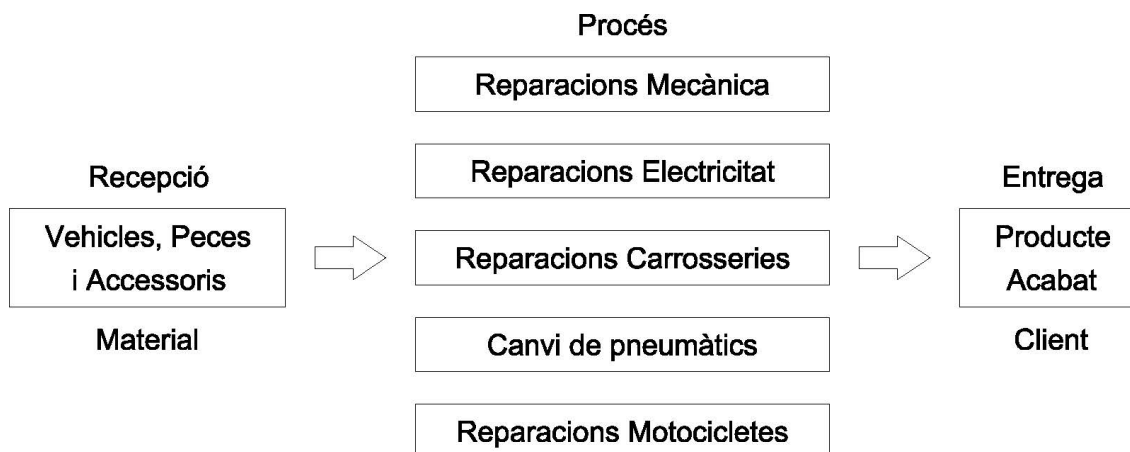 Procés
Reparacions Mecànica
Reparacions Electricitat
Recepció
Entrega
Vehicles, Peces
i Accessoris
Reparacions Carrosseries
Producte
Acabat
Material
Canvi de pneumàtics
Client
Reparacions Motocicletes